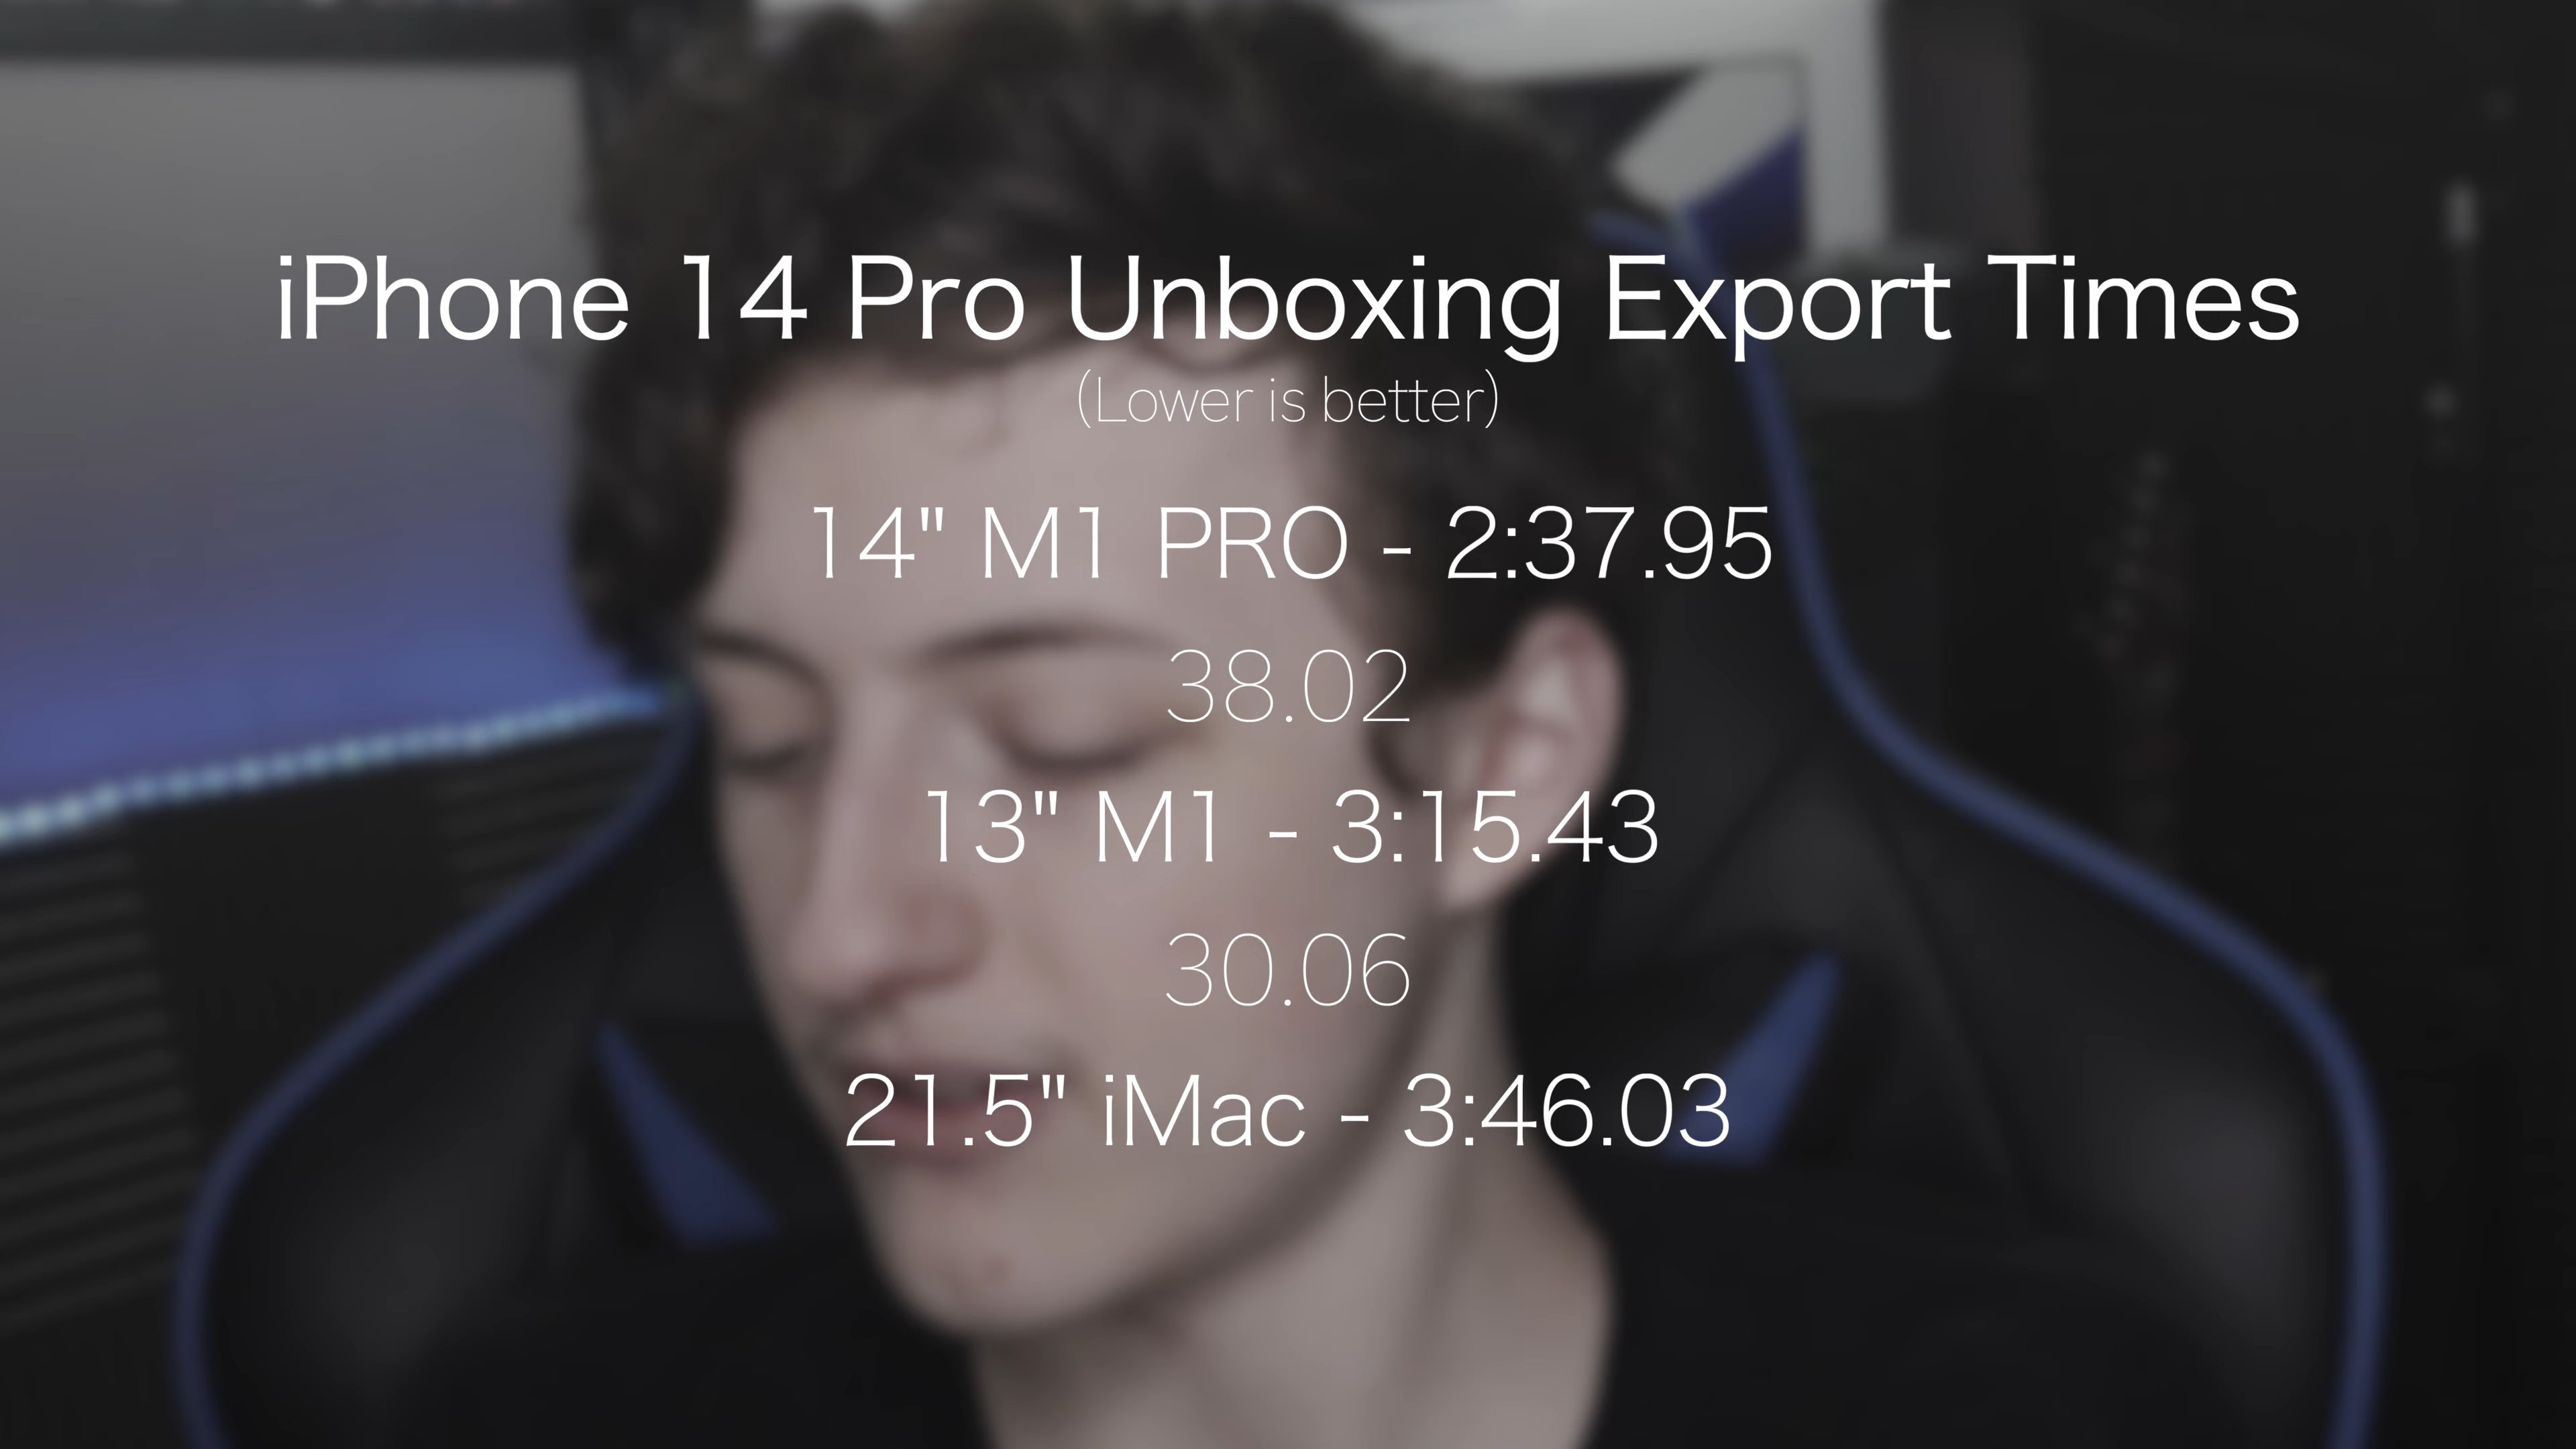 iPhone 14 Pro Unboxing Export Times
(Lower is better)
14" M1 PRO - 2:37.95
38.02
13" M1 - 3:15.43
30.06
21.5" iMac - 3:46.03